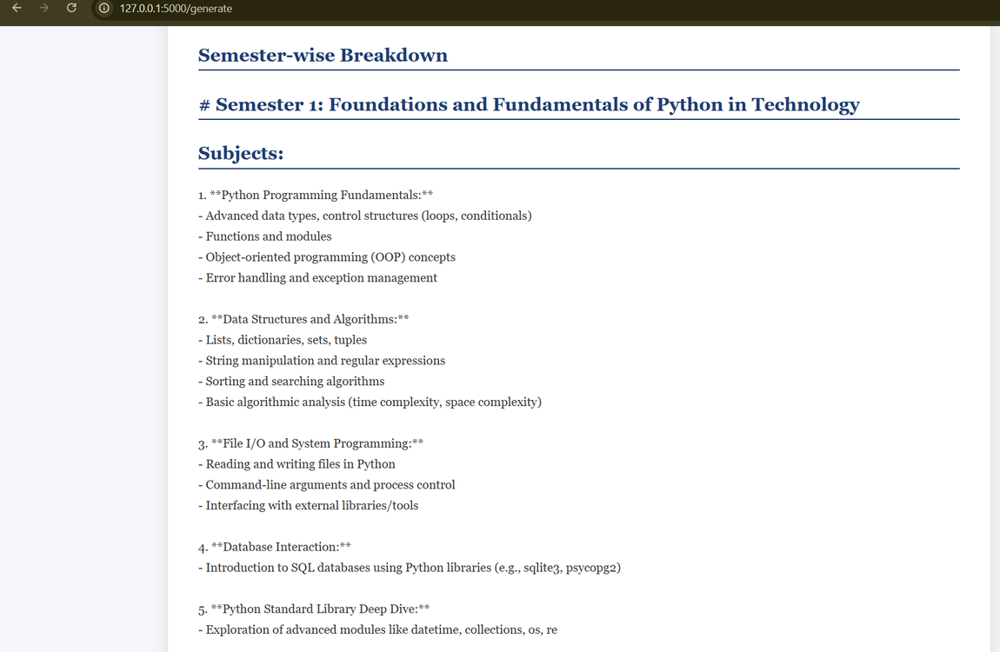 127.0.0.1:5000/generate
Semester-wise Breakdown
# Semester 1: Foundations and Fundamentals of Python in Technology
Subjects:
1. **Python Programming Fundamentals:**
- Advanced data types, control structures (loops, conditionals)
- Functions and modules
- Object-oriented programming (OOP) concepts
- Error handling and exception management
2. **Data Structures and Algorithms:**
- Lists, dictionaries, sets, tuples
- String manipulation and regular expressions
- Sorting and searching algorithms
- Basic algorithmic analysis (time complexity, space complexity)
3. **File I/O and System Programming:**
- Reading and writing files in Python
- Command-line arguments and process control
- Interfacing with external libraries/tools
4. **Database Interaction:**
- Introduction to SQL databases using Python libraries (e.g., sqlite3, psycopg2)
5. **Python Standard Library Deep Dive:**
- Exploration of advanced modules like datetime, collections, os, re